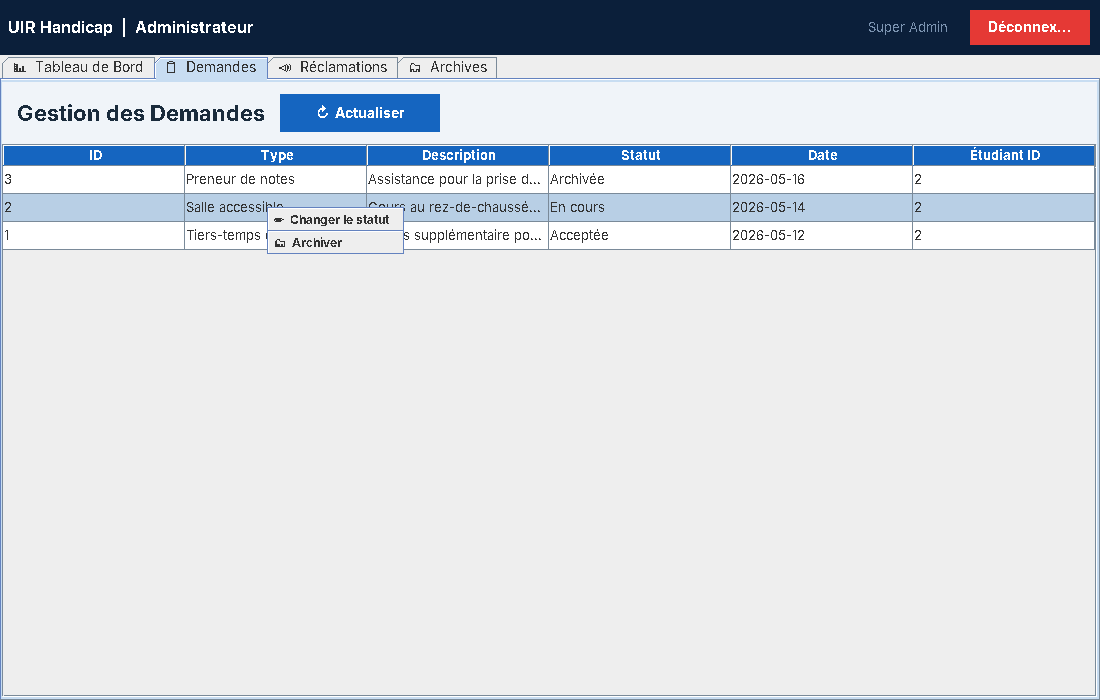 UIR Handicap | Administrateur
Super Admin
Déconnex...
Tableau de Bord
Demandes
Réclamations
Archives
Gestion des Demandes
Actualiser
ID Type Description Statut Date Étudiant ID
3 Preneur de notes Assistance pour la prise d... Archivée 2026-05-16 2
2 Salle accessible Cours au rez-de-chaussé... En cours 2026-05-14 2
Changer le statut
1 Tiers-temps supplémentaire po... Acceptée 2026-05-12 2
Archiver